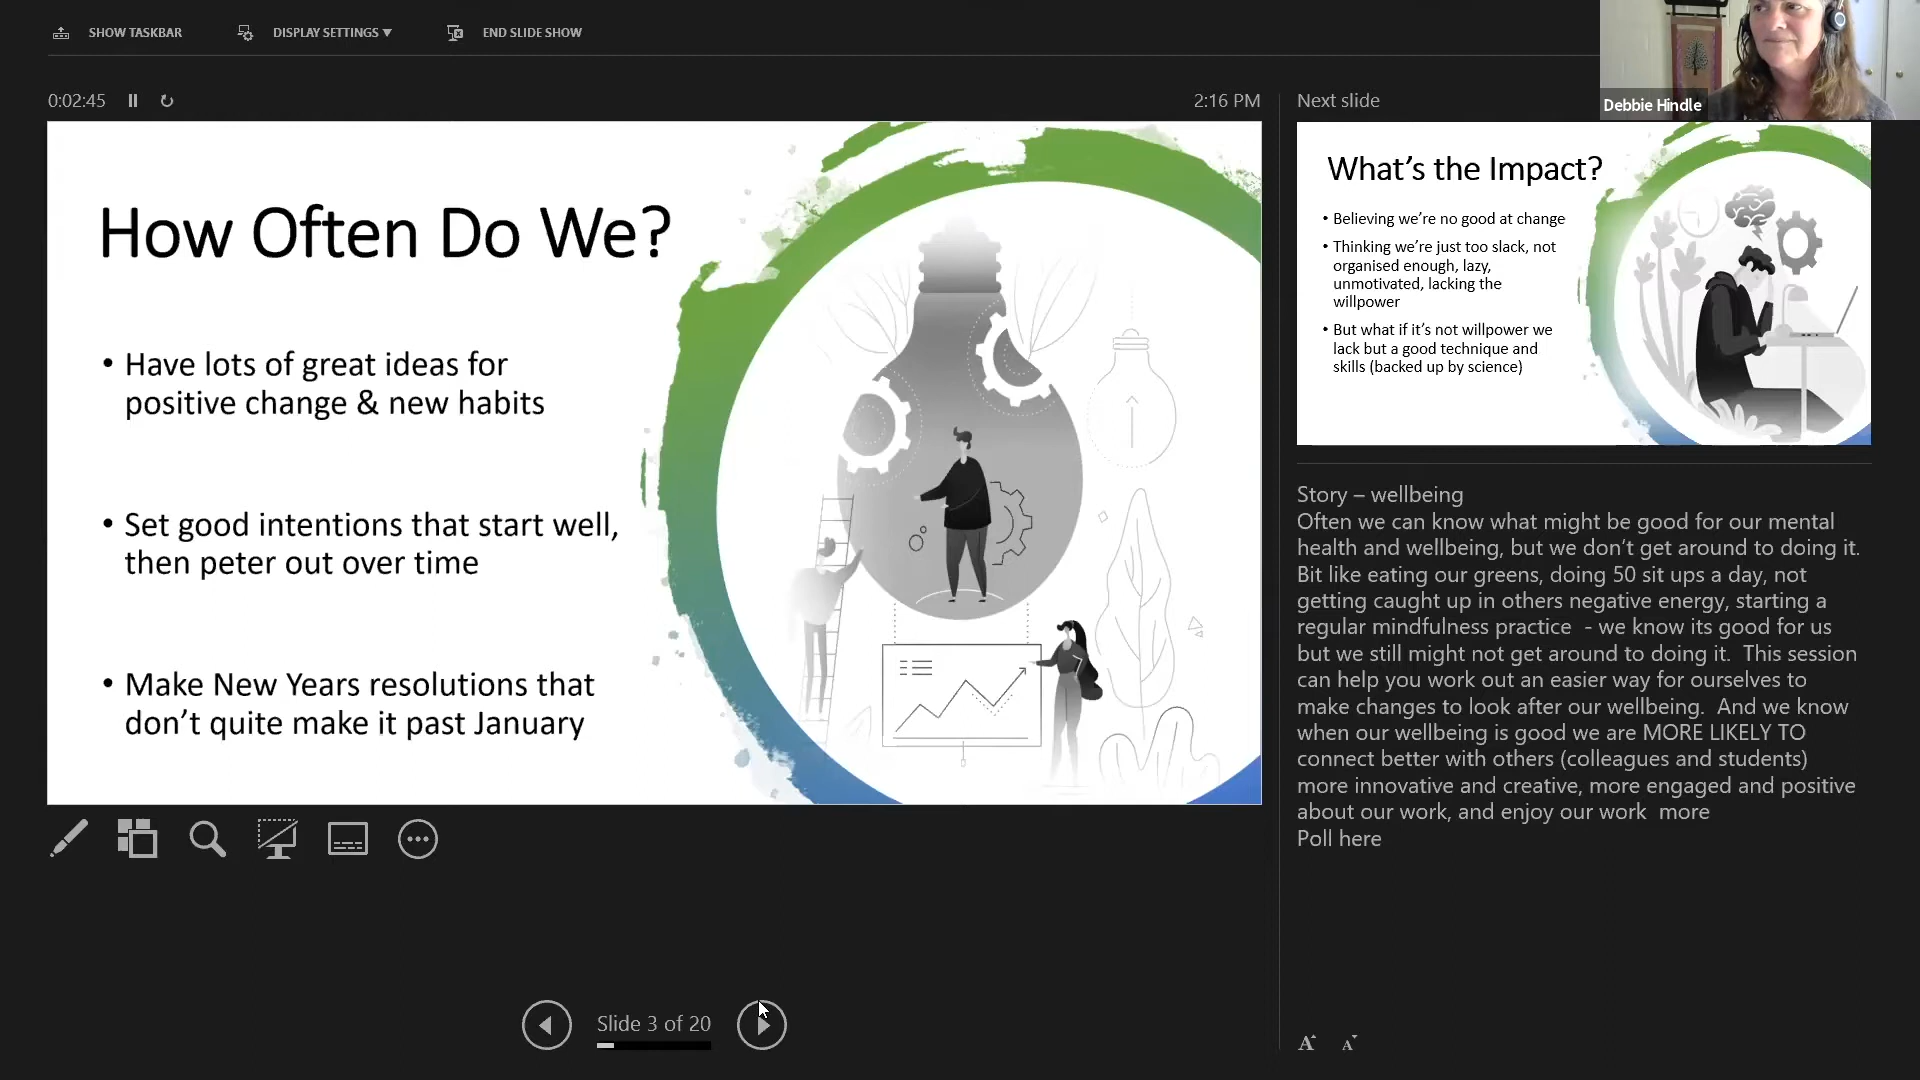 SHOW TASKBAR
DISPLAY SETTINGS ▾
END SLIDE SHOW
Debbie Hindle
0:02:45
2:16 PM
Next slide
How Often Do We?
• Have lots of great ideas for
positive change & new habits
• Set good intentions that start well,
then peter out over time
• Make New Years resolutions that
don’t quite make it past January
What’s the Impact?
• Believing we’re no good at change
• Thinking we’re just too slack, not
organised enough, lazy,
unmotivated, lacking the
willpower
• But what if it’s not willpower we
lack but a good technique and
skills (backed up by science)
Story – wellbeing
Often we can know what might be good for our mental
health and wellbeing, but we don’t get around to doing it.
Bit like eating our greens, doing 50 sit ups a day, not
getting caught up in others negative energy, starting a
regular mindfulness practice  - we know its good for us
but we still might not get around to doing it.  This session
can help you work out an easier way for ourselves to
make changes to look after our wellbeing.  And we know
when our wellbeing is good we are MORE LIKELY TO
connect better with others (colleagues and students)
more innovative and creative, more engaged and positive
about our work, and enjoy our work  more
Poll here
Slide 3 of 20
A A